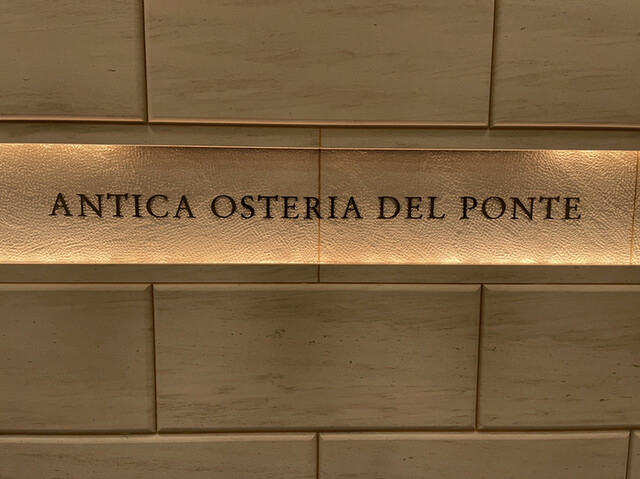 ANTICA OSTERIA DEL PONTE